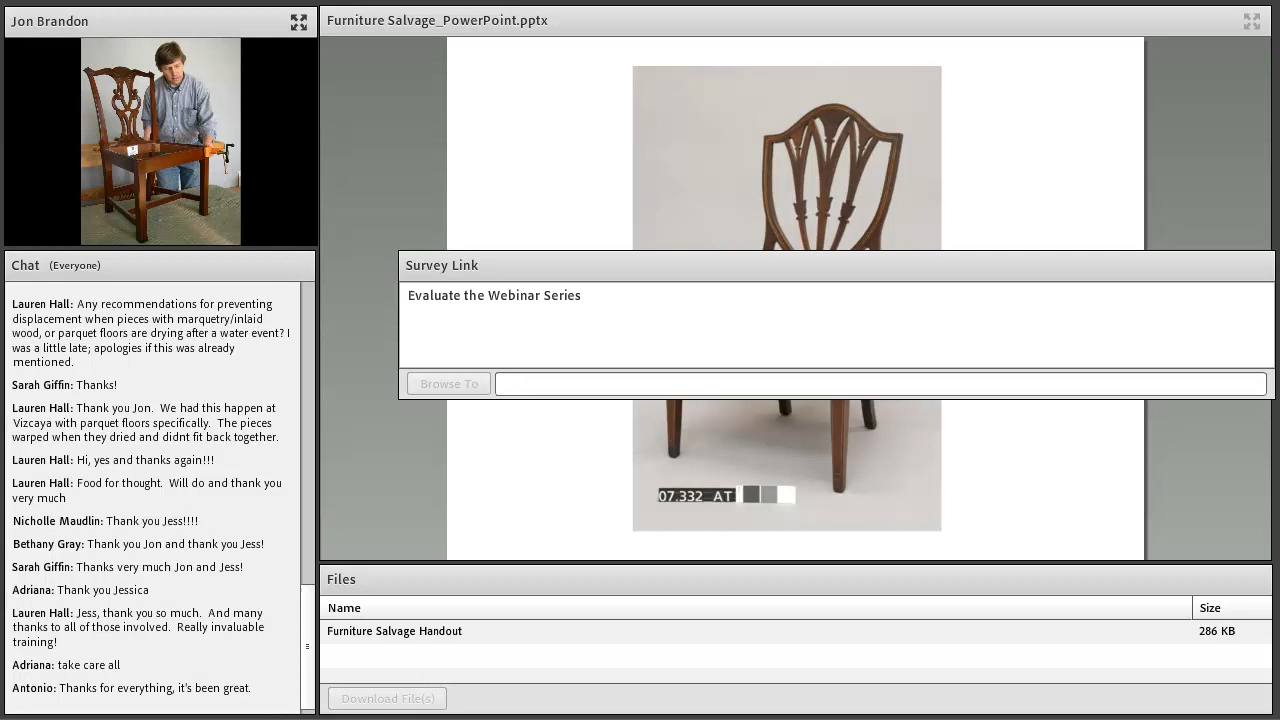 Jon Brandon
Furniture Salvage_PowerPoint.pptx
Chat (Everyone)
Lauren Hall: Any recommendations for preventing
displacement when pieces with marquetry/inlaid
wood, or parquet floors are drying after a water event? I
was a little late; apologies if this was already
mentioned.
Sarah Giffin: Thanks!
Lauren Hall: Thank you Jon. We had this happen at
Vizcaya with parquet floors specifically. The pieces
warped when they dried and didnt fit back together.
Lauren Hall: Hi, yes and thanks again!!!
Lauren Hall: Food for thought. Will do and thank you
very much
Nicholle Maudlin: Thank you Jess!!!!
Bethany Gray: Thank you Jon and thank you Jess!
Sarah Giffin: Thanks very much Jon and Jess!
Adriana: Thank you Jessica
Lauren Hall: Jess, thank you so much. And many
thanks to all of those involved. Really invaluable
training!
Adriana: take care all
Antonio: Thanks for everything, it's been great.
Survey Link
Evaluate the Webinar Series
Browse To
07.332_AT
Files
Name Size
Furniture Salvage Handout 286 KB
Download File(s)